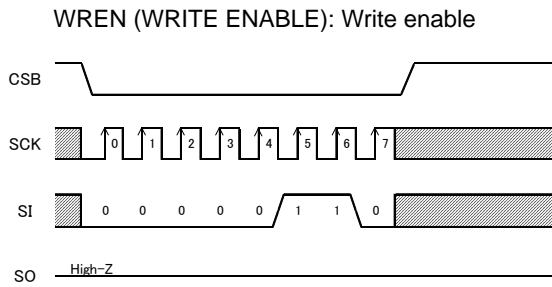 WREN (WRITE ENABLE): Write enable
CSB
SCK
0 1 2 3 4 5 6 7
SI
0 0 0 0 0 1 1 0
SO
High-Z